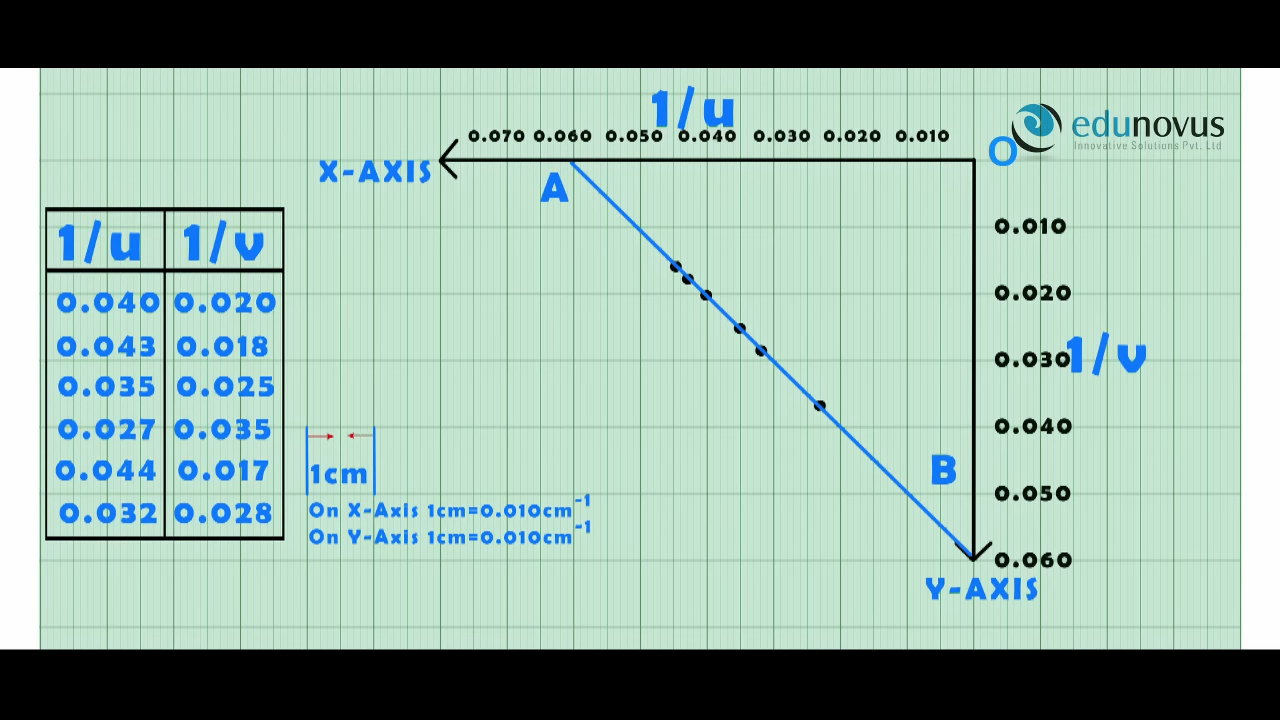 1/u
0.070 0.060 0.050 0.040 0.030 0.020 0.010
O
edunovus
Innovative Solutions Pvt. Ltd
X-AXIS
A
1/u 1/v
0.040 0.020
0.043 0.018
0.035 0.025
0.027 0.035
0.044 0.017
0.032 0.028
1cm
On X-Axis 1cm=0.010cm-1
On Y-Axis 1cm=0.010cm-1
0.010
0.020
0.030
1/v
0.040
B
0.050
0.060
Y-AXIS